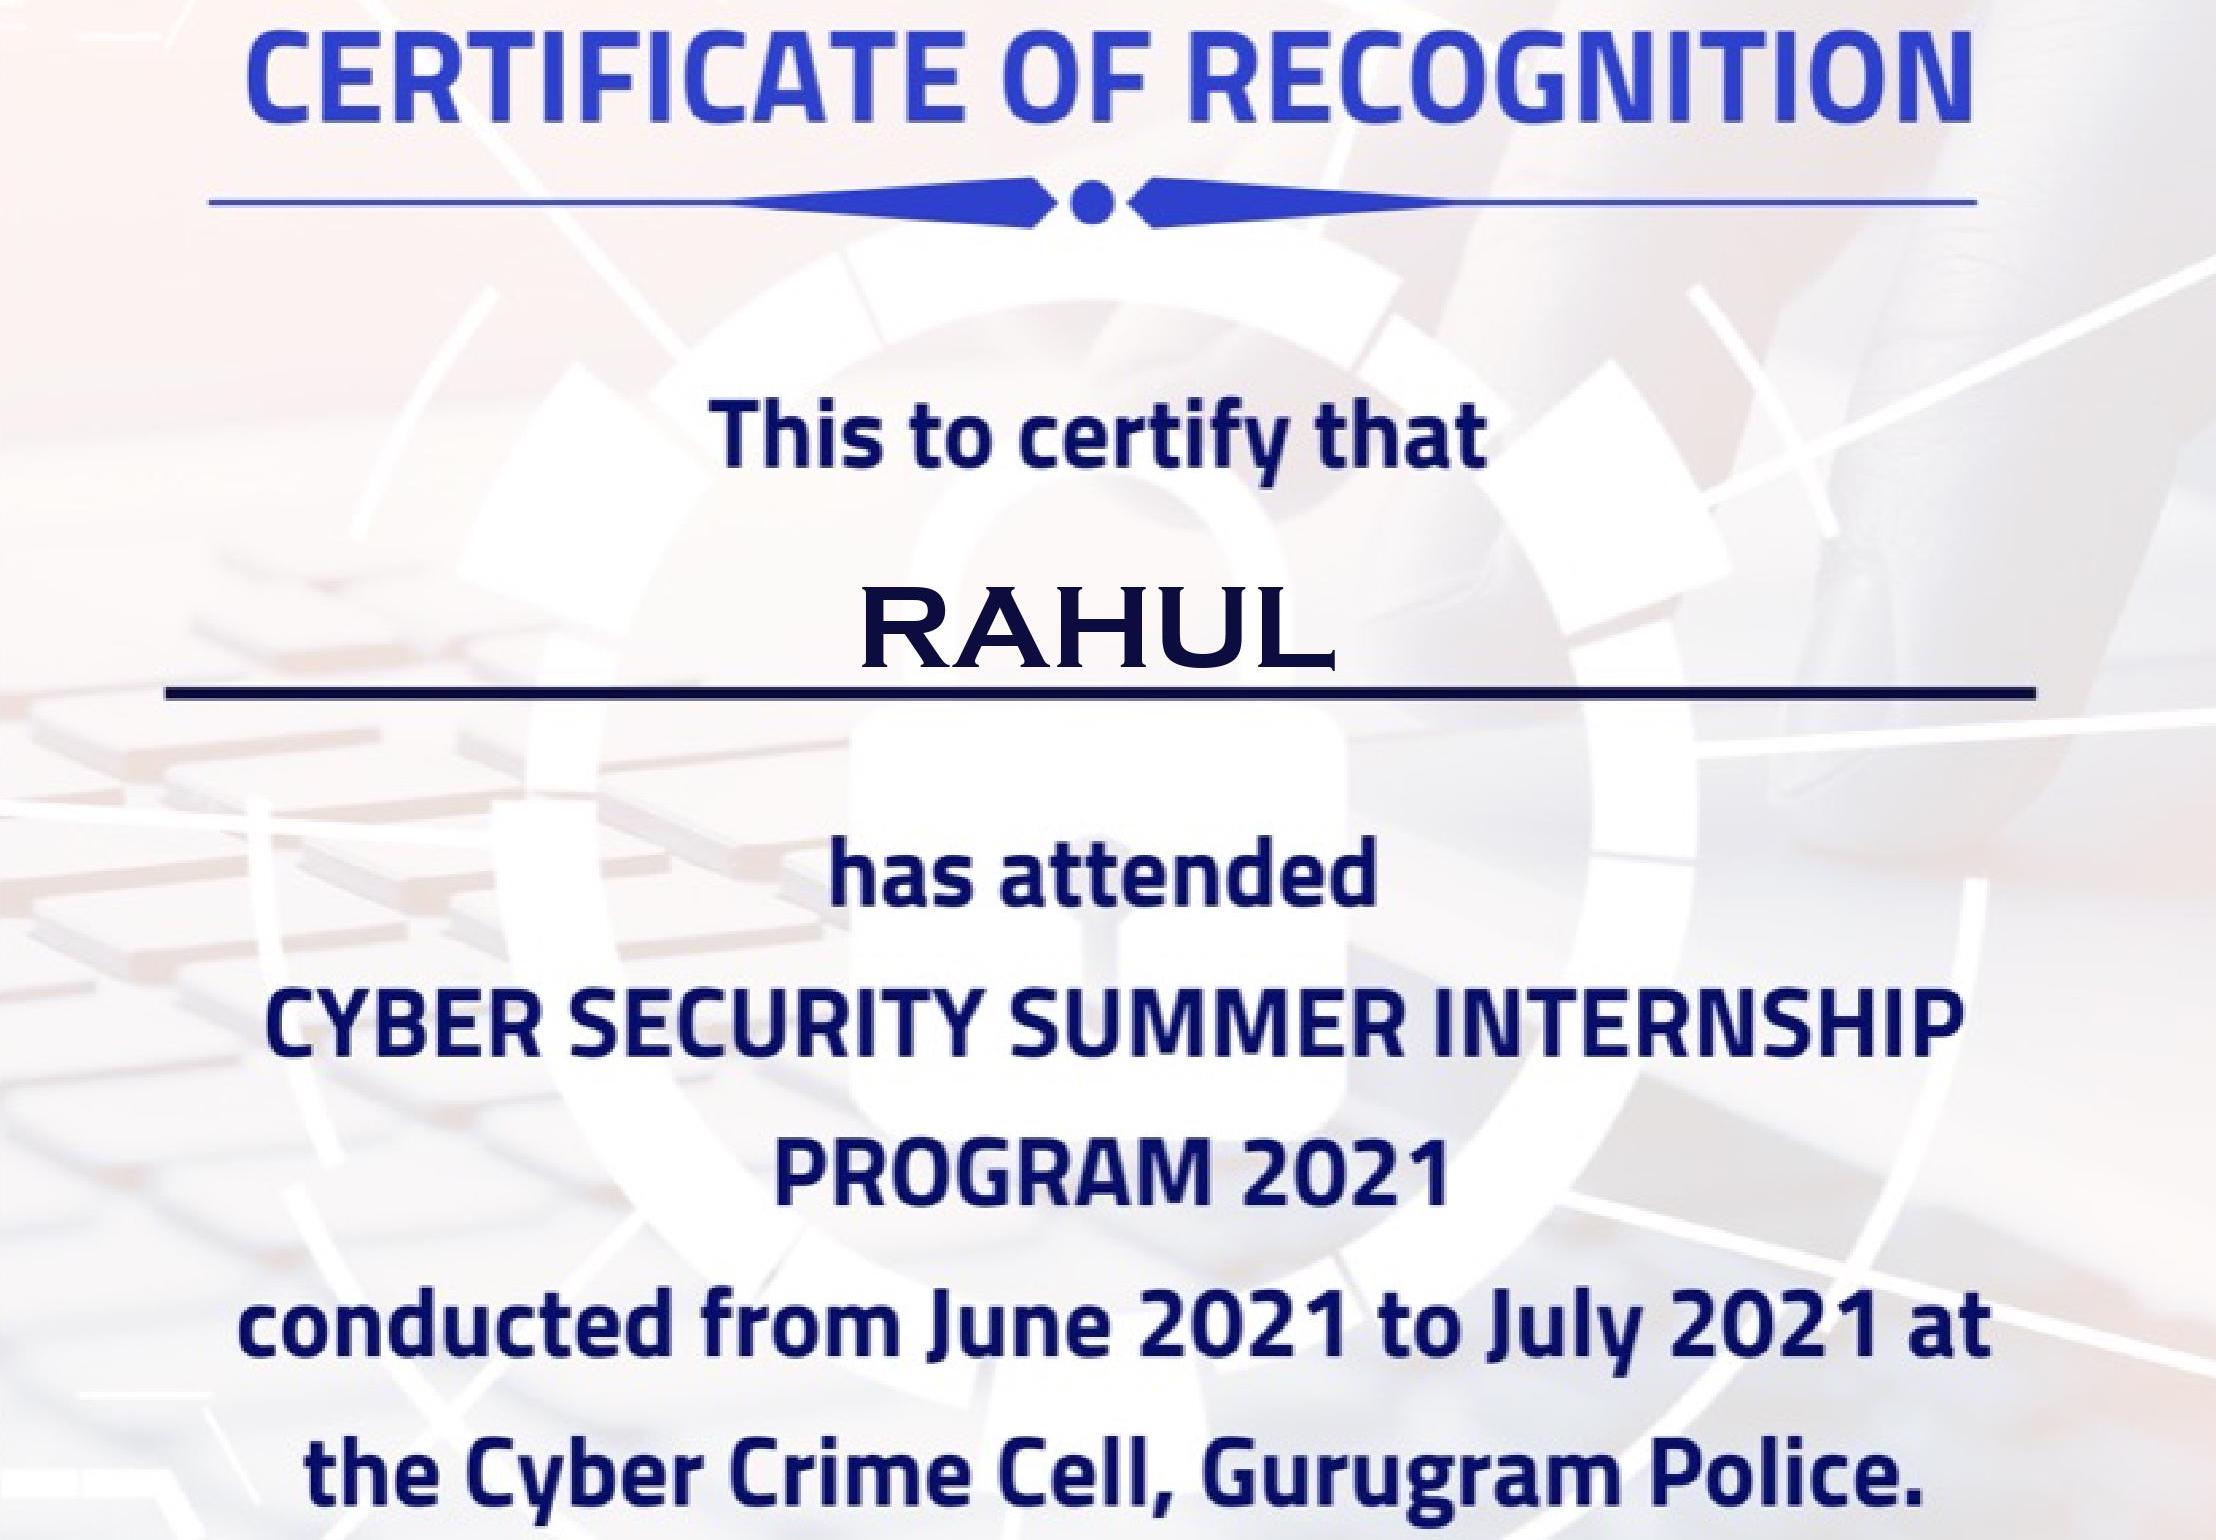 CERTIFICATE OF RECOGNITION
This to certify that
RAHUL
has attended
CYBER SECURITY SUMMER INTERNSHIP
PROGRAM 2021
conducted from June 2021 to July 2021 at
the Cyber Crime Cell, Gurugram Police.